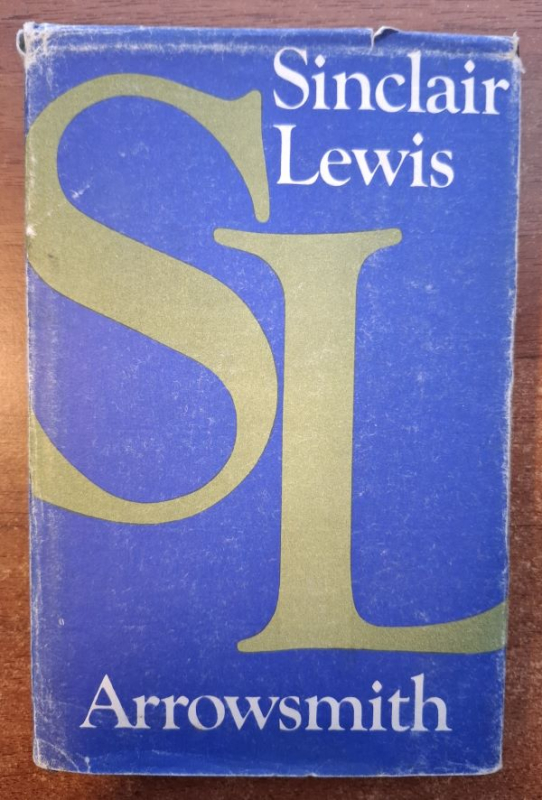 Sinclair
Lewis
SL
Arrowsmith